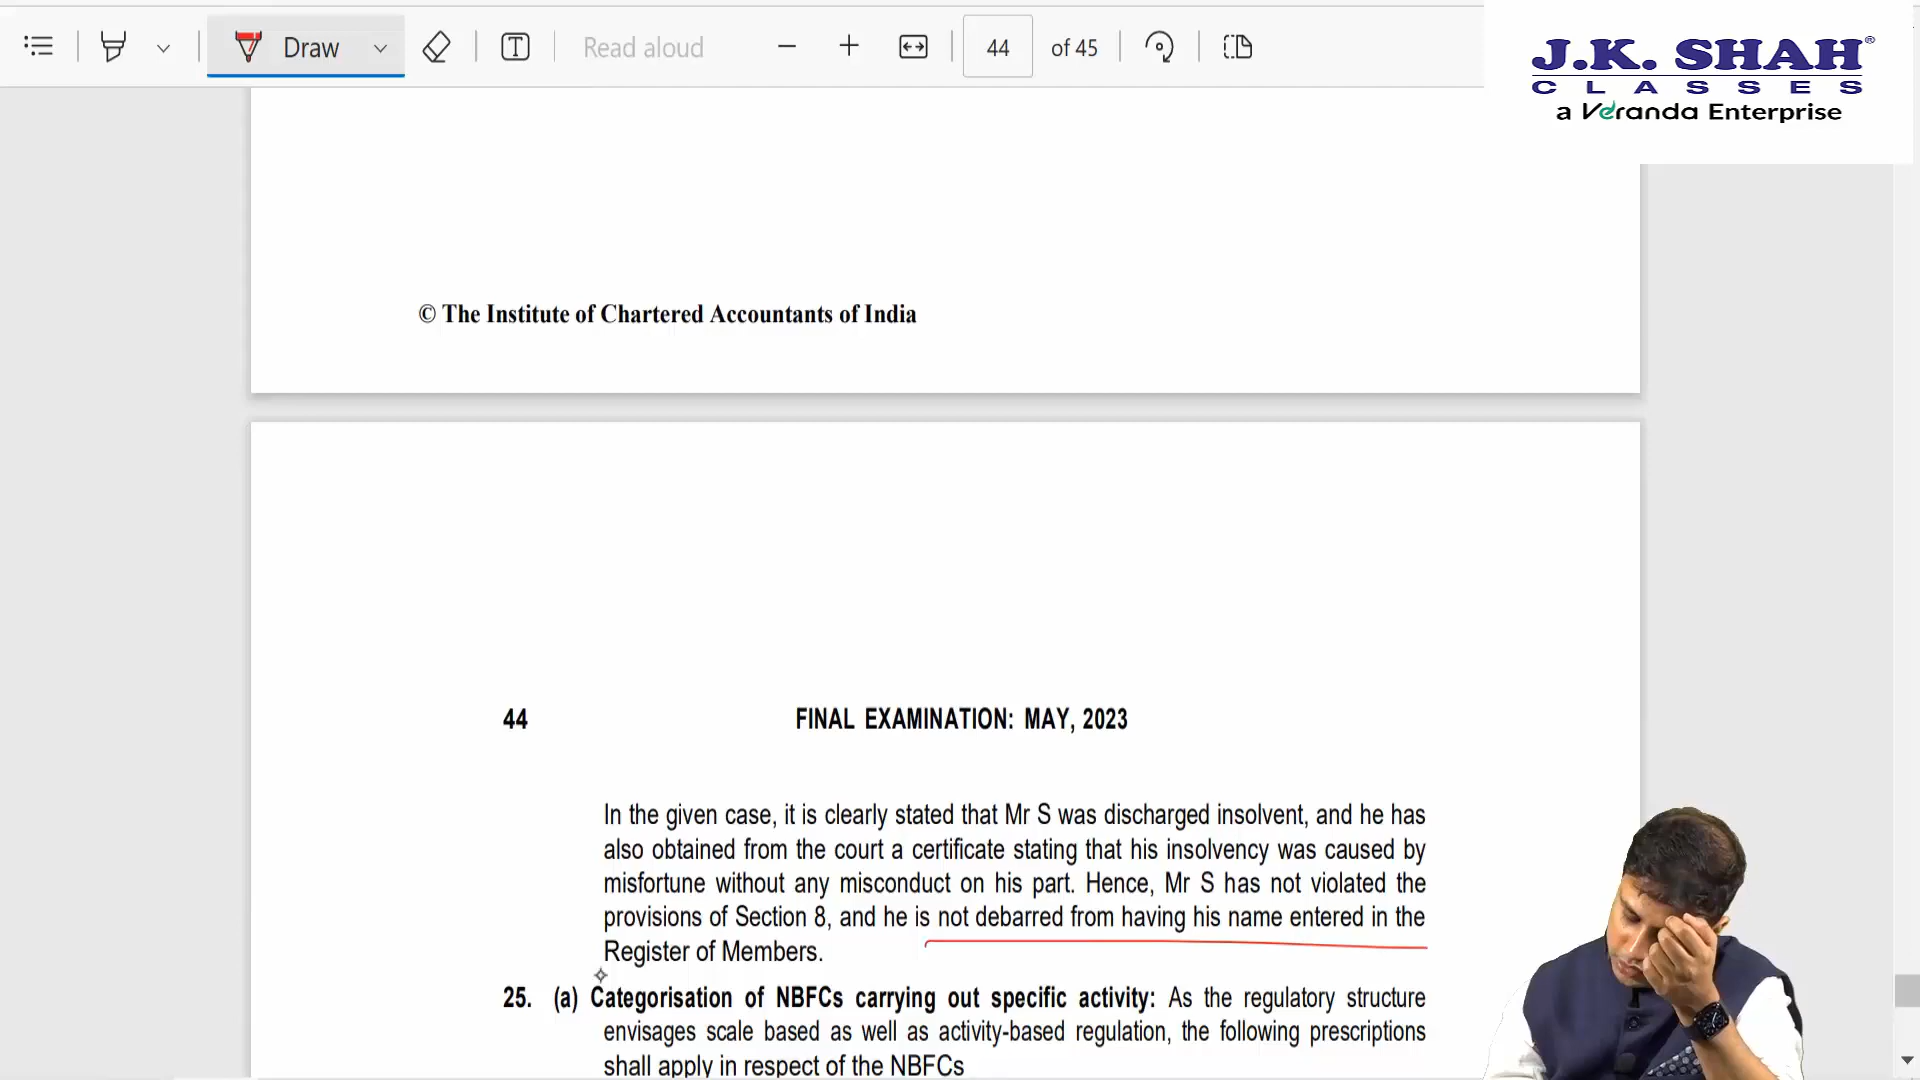 Draw
Read aloud
44
of 45
J.K. SHAH®
CLASSES
a Veranda Enterprise
© The Institute of Chartered Accountants of India
44
FINAL EXAMINATION: MAY, 2023
In the given case, it is clearly stated that Mr S was discharged insolvent, and he has
also obtained from the court a certificate stating that his insolvency was caused by
misfortune without any misconduct on his part. Hence, Mr S has not violated the
provisions of Section 8, and he is not debarred from having his name entered in the
Register of Members.
25. (a) Categorisation of NBFCs carrying out specific activity: As the regulatory structure
envisages scale based as well as activity-based regulation, the following prescriptions
shall apply in respect of the NBFCs